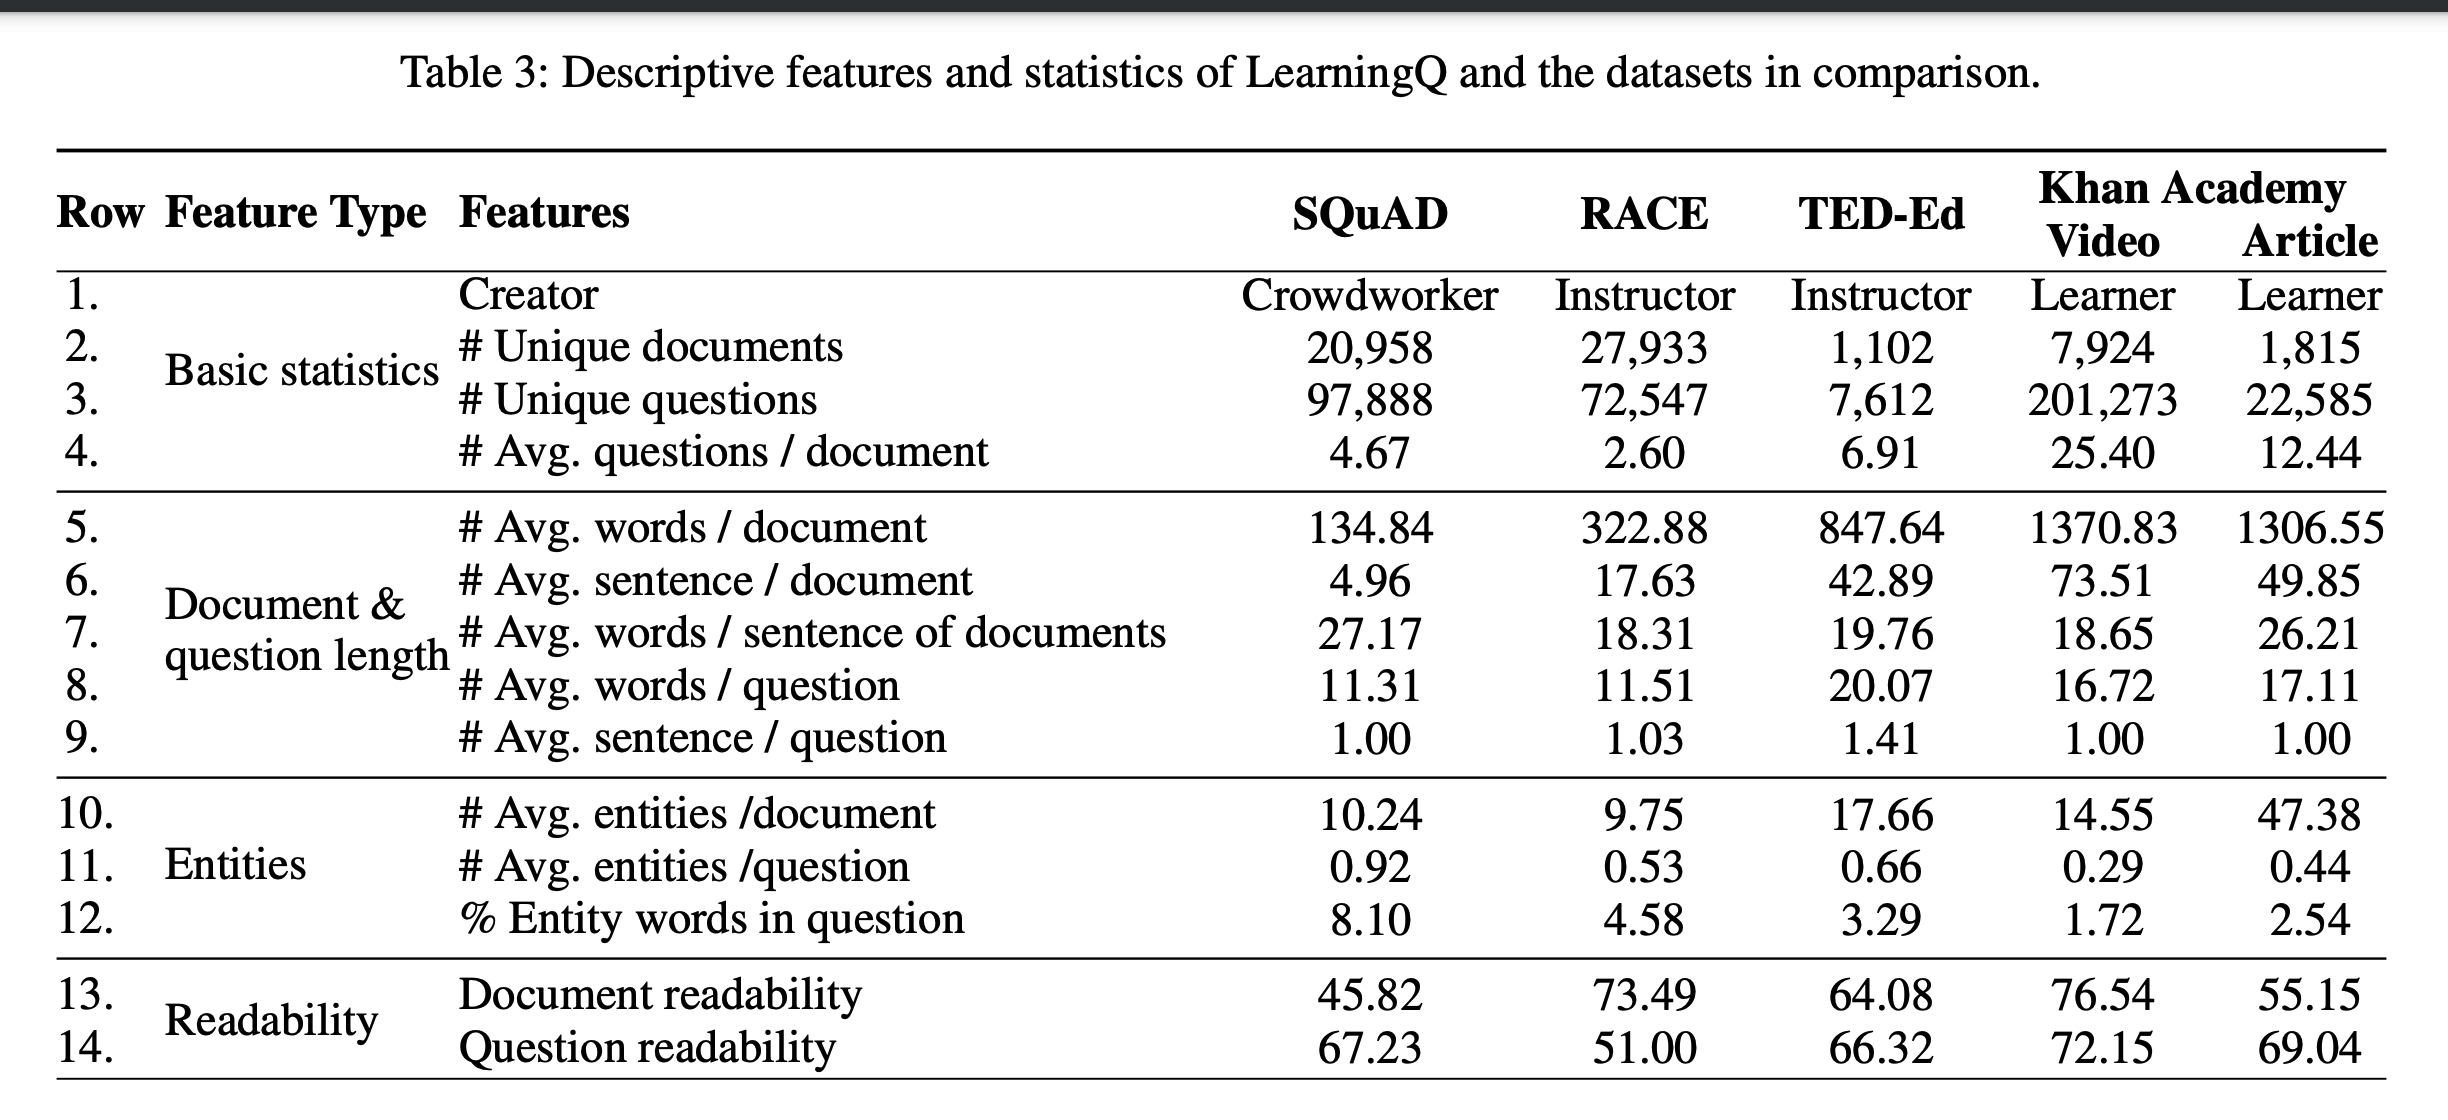 Table 3: Descriptive features and statistics of LearningQ and the datasets in comparison.
Row Feature Type Features SQuAD RACE TED-Ed Khan Academy
Video Article
1. Creator Crowdworker Instructor Instructor Learner Learner
2. # Unique documents 20,958 27,933 1,102 7,924 1,815
Basic statistics
3. # Unique questions 97,888 72,547 7,612 201,273 22,585
4. # Avg. questions / document 4.67 2.60 6.91 25.40 12.44
5. # Avg. words / document 134.84 322.88 847.64 1370.83 1306.55
6. # Avg. sentence / document 4.96 17.63 42.89 73.51 49.85
Document &
7. # Avg. words / sentence of documents 27.17 18.31 19.76 18.65 26.21
question length
8. # Avg. words / question 11.31 11.51 20.07 16.72 17.11
9. # Avg. sentence / question 1.00 1.03 1.41 1.00 1.00
10. # Avg. entities /document 10.24 9.75 17.66 14.55 47.38
11. Entities # Avg. entities /question 0.92 0.53 0.66 0.29 0.44
12. % Entity words in question 8.10 4.58 3.29 1.72 2.54
13. Document readability 45.82 73.49 64.08 76.54 55.15
Readability
14. Question readability 67.23 51.00 66.32 72.15 69.04